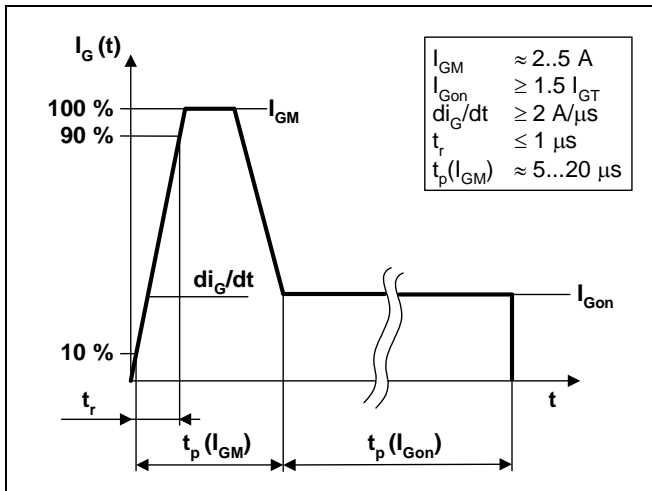 I_G (t)
100 %
90 %
10 %
I_GM
di_G/dt
I_Gon
t
t_r
t_p (I_GM)
t_p (I_Gon)
I_GM ≈ 2..5 A
I_Gon ≥ 1.5 I_GT
di_G/dt ≥ 2 A/μs
t_r ≤ 1 μs
t_p(I_GM) ≈ 5...20 μs